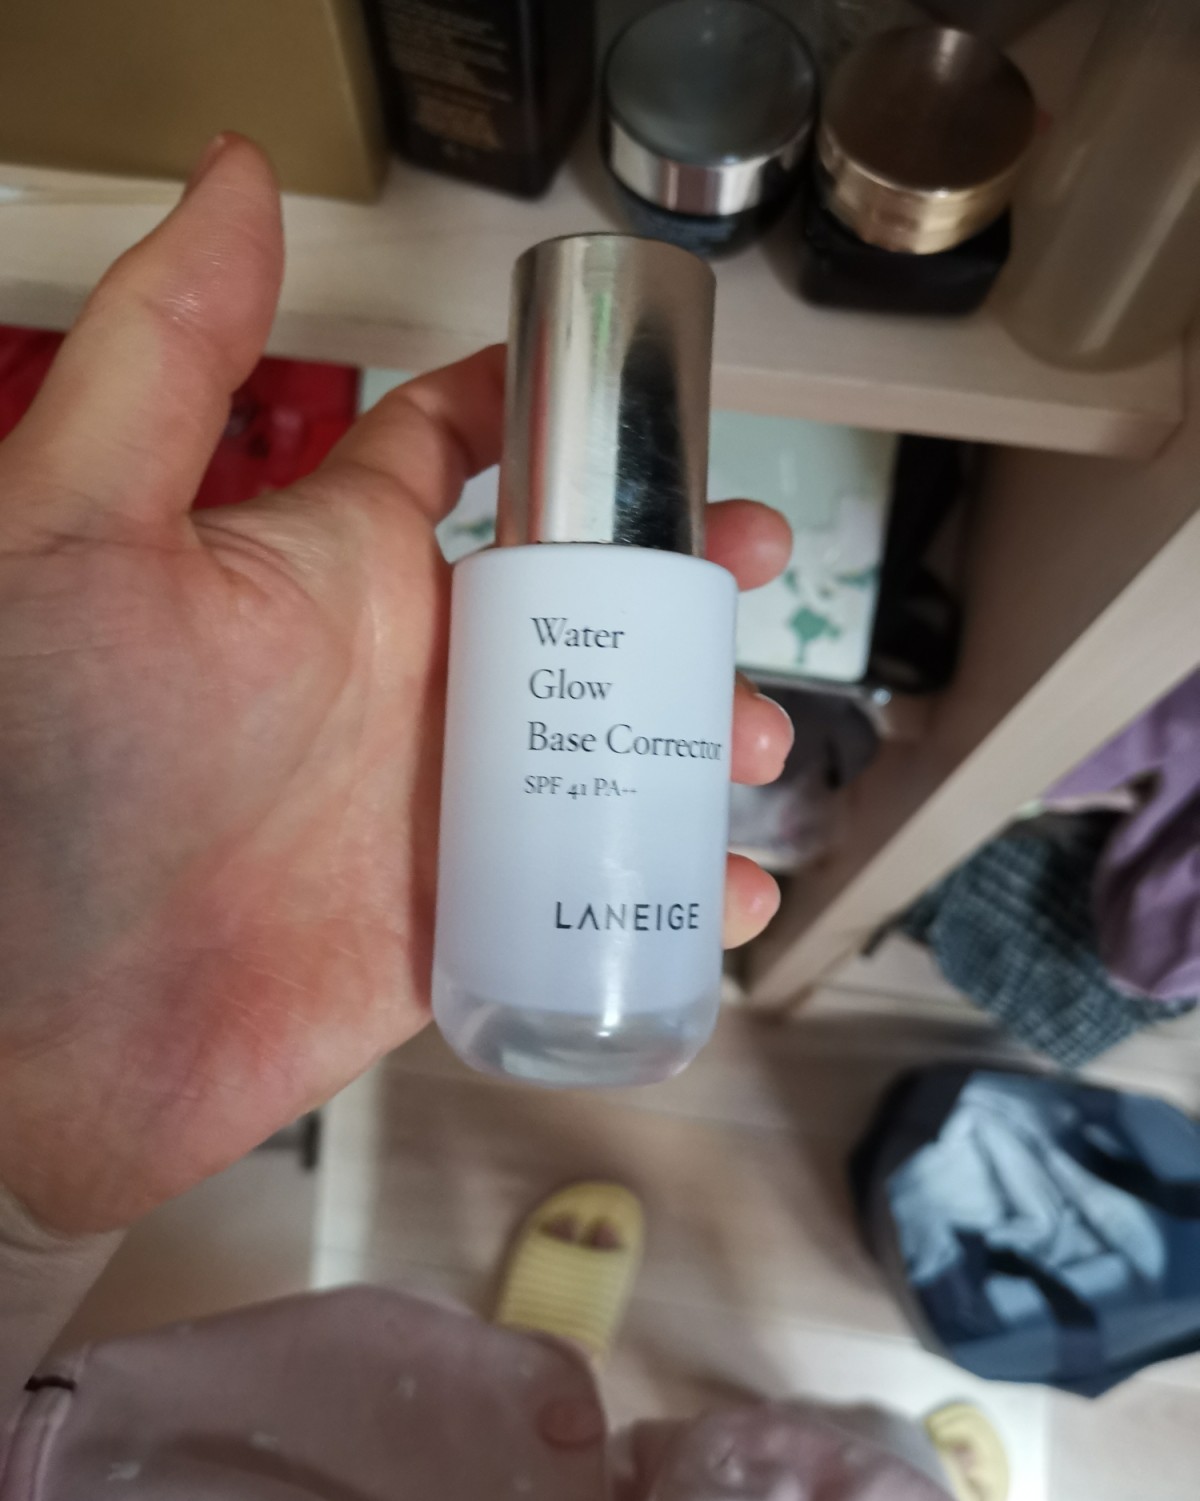 Water
Glow
Base Corrector
SPF 41 PA--
LANEIGE